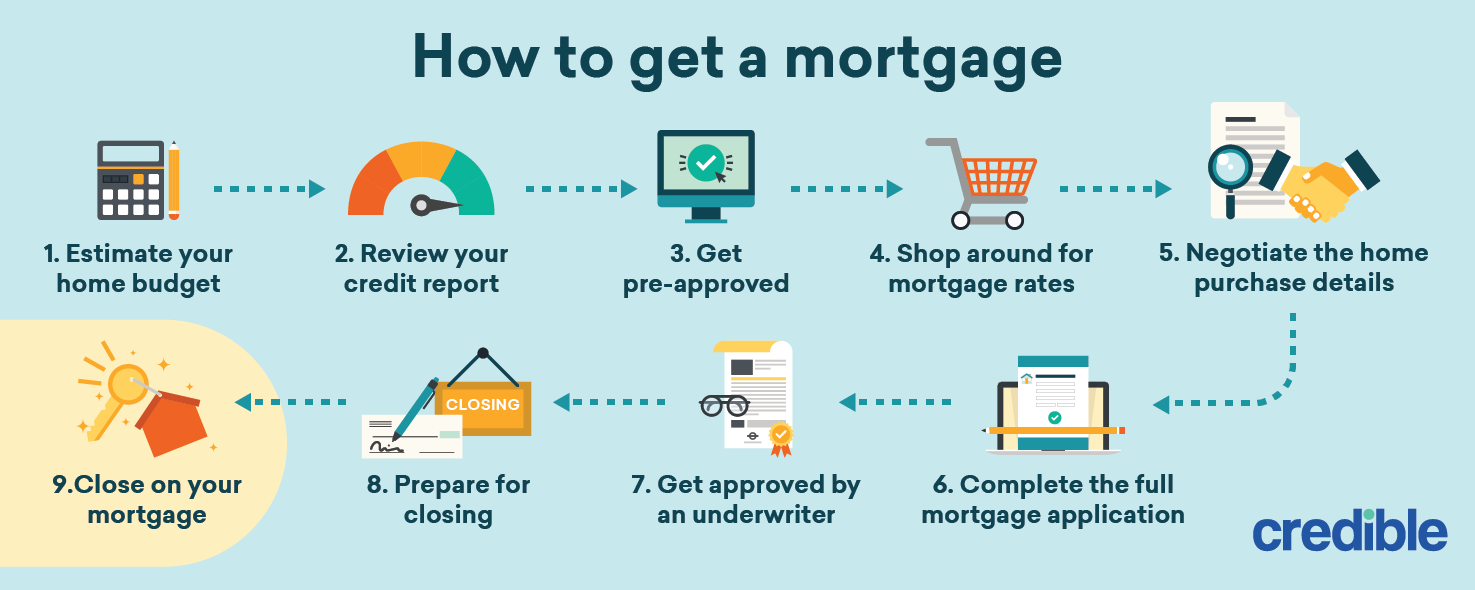 How to get a mortgage
1. Estimate your
home budget
2. Review your
credit report
3. Get
pre-approved
4. Shop around for
mortgage rates
5. Negotiate the home
purchase details
6. Complete the full
mortgage application
7. Get approved by
an underwriter
CLOSING
8. Prepare for
closing
9.Close on your
mortgage
credible